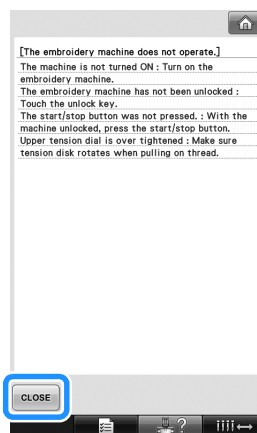 [The embroidery machine does not operate.]
The machine is not turned ON : Turn on the
embroidery machine.
The embroidery machine has not been unlocked :
Touch the unlock key.
The start/stop button was not pressed. : With the
machine unlocked, press the start/stop button.
Upper tension dial is over tightened : Make sure
tension disk rotates when pulling on thread.
CLOSE
?